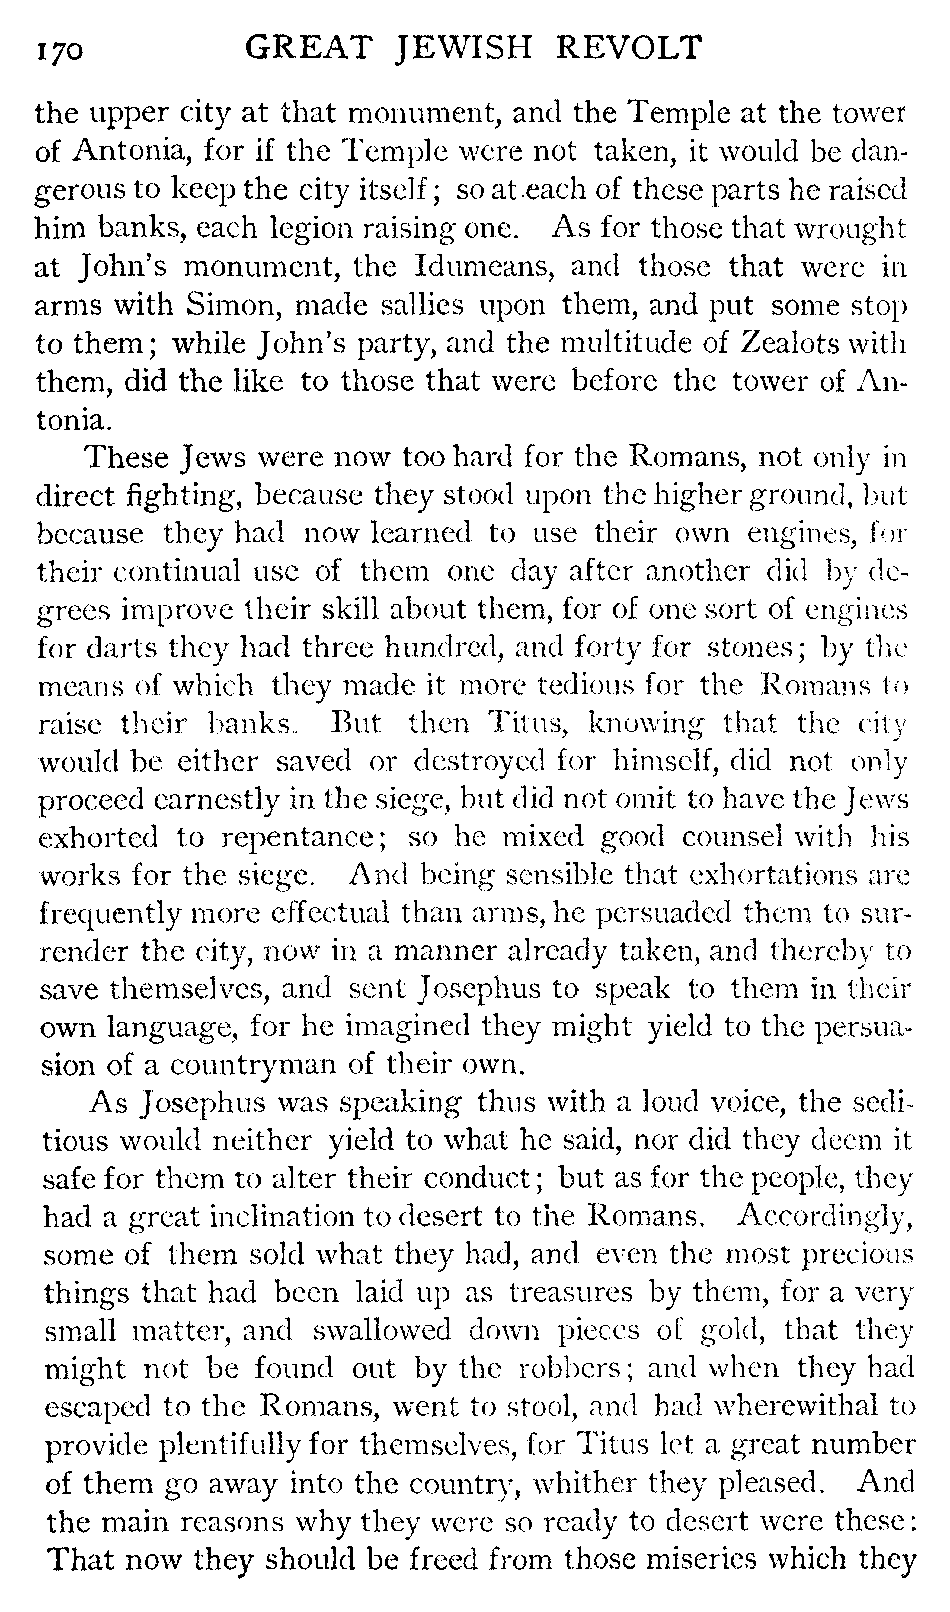 170 GREAT JEWISH REVOLT
the upper city at that monument, and the Temple at the tower
of Antonia, for if the Temple were not taken, it would be dan-
gerous to keep the city itself; so at each of these parts he raised
him banks, each legion raising one. As for those that wrought
at John's monument, the Idumeans, and those that were in
arms with Simon, made sallies upon them, and put some stop
to them; while John's party, and the multitude of Zealots with
them, did the like to those that were before the tower of An-
tonia.
These Jews were now too hard for the Romans, not only in
direct fighting, because they stood upon the higher ground, but
because they had now learned to use their own engines, for
their continual use of them one day after another did by de-
grees improve their skill about them, for of one sort of engines
for darts they had three hundred, and forty for stones; by the
means of which they made it more tedious for the Romans to
raise their banks. But then Titus, knowing that the city
would be either saved or destroyed for himself, did not only
proceed earnestly in the siege, but did not omit to have the Jews
exhorted to repentance; so he mixed good counsel with his
works for the siege. And being sensible that exhortations are
frequently more effectual than arms, he persuaded them to sur-
render the city, now in a manner already taken, and thereby to
save themselves, and sent Josephus to speak to them in their
own language, for he imagined they might yield to the persua-
sion of a countryman of their own.
As Josephus was speaking thus with a loud voice, the sedi-
tious would neither yield to what he said, nor did they deem it
safe for them to alter their conduct; but as for the people, they
had a great inclination to desert to the Romans. Accordingly,
some of them sold what they had, and even the most precious
things that had been laid up as treasures by them, for a very
small matter, and swallowed down pieces of gold, that they
might not be found out by the robbers; and when they had
escaped to the Romans, went to stool, and had wherewithal to
provide plentifully for themselves, for Titus let a great number
of them go away into the country, whither they pleased. And
the main reasons why they were so ready to desert were these:
That now they should be freed from those miseries which they